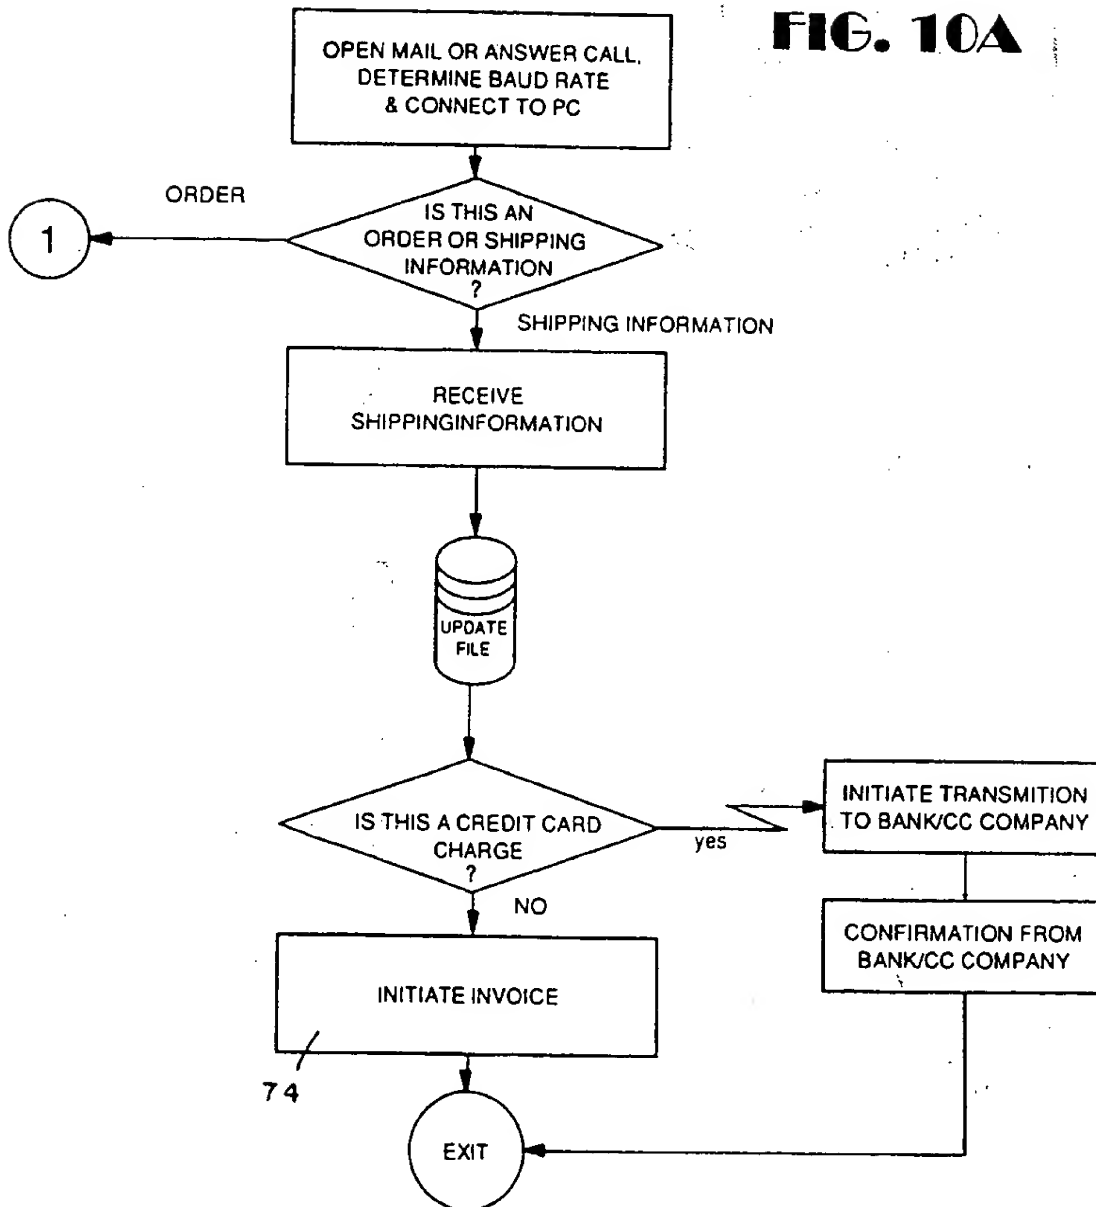 FIG. 10A
OPEN MAIL OR ANSWER CALL,
DETERMINE BAUD RATE
& CONNECT TO PC
ORDER
1
IS THIS AN
ORDER OR SHIPPING
INFORMATION
?
SHIPPING INFORMATION
RECEIVE
SHIPPINGINFORMATION
UPDATE
FILE
IS THIS A CREDIT CARD
CHARGE
?
yes
INITIATE TRANSMITION
TO BANK/CC COMPANY
NO
CONFIRMATION FROM
BANK/CC COMPANY
INITIATE INVOICE
74
EXIT